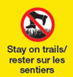 Stay on trails/
rester sur les
sentiers